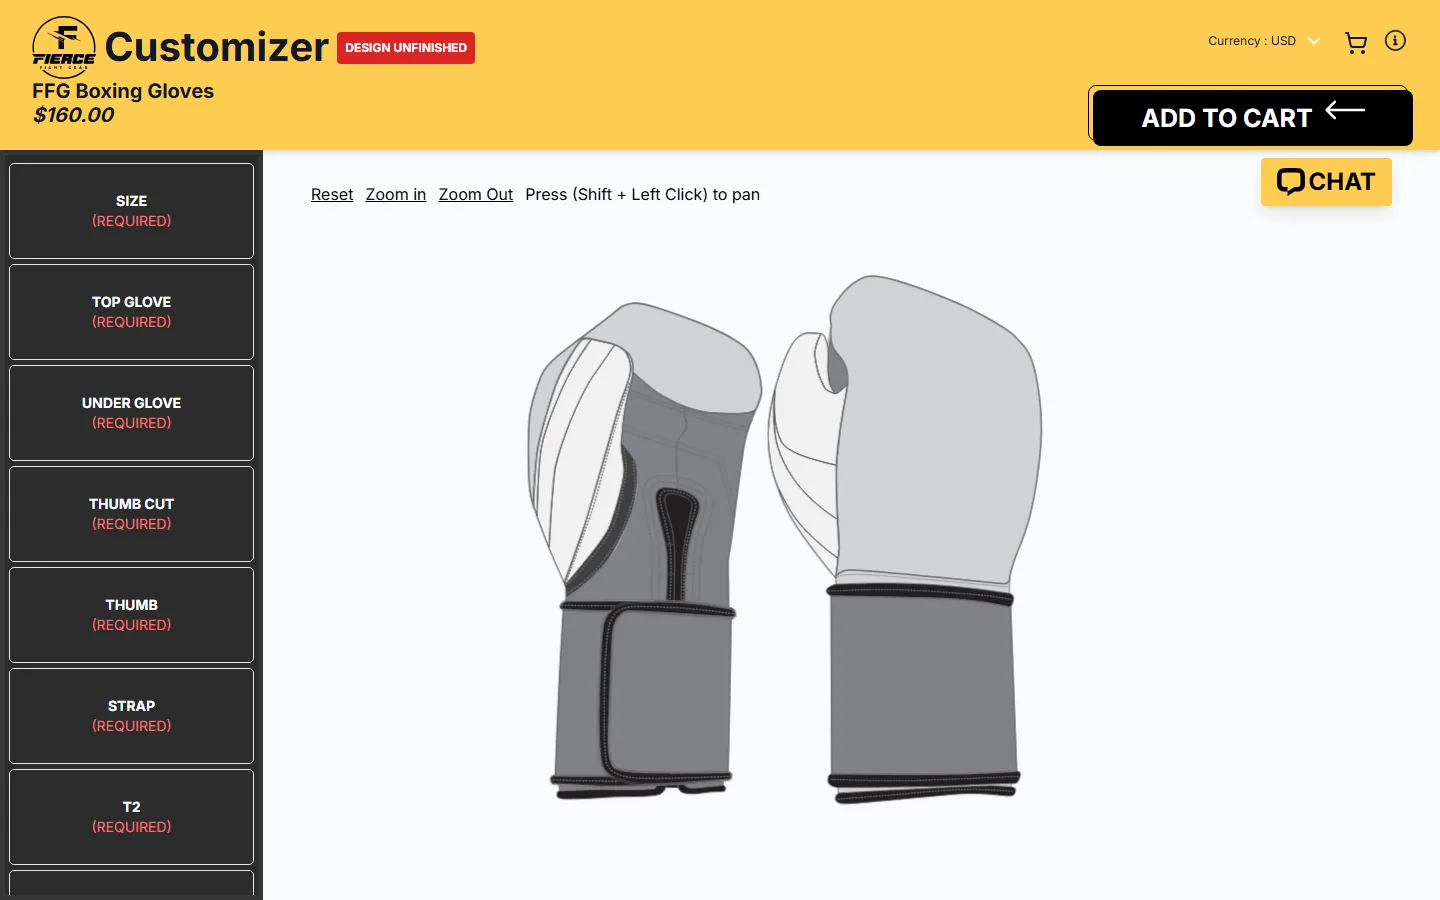 F
FIERCE
FIGHT GEAR
Customizer
DESIGN UNFINISHED
FFG Boxing Gloves
$160.00
Currency : USD
ADD TO CART
SIZE
(REQUIRED)
TOP GLOVE
(REQUIRED)
UNDER GLOVE
(REQUIRED)
THUMB CUT
(REQUIRED)
THUMB
(REQUIRED)
STRAP
(REQUIRED)
T2
(REQUIRED)
Reset Zoom in Zoom Out Press (Shift + Left Click) to pan
CHAT